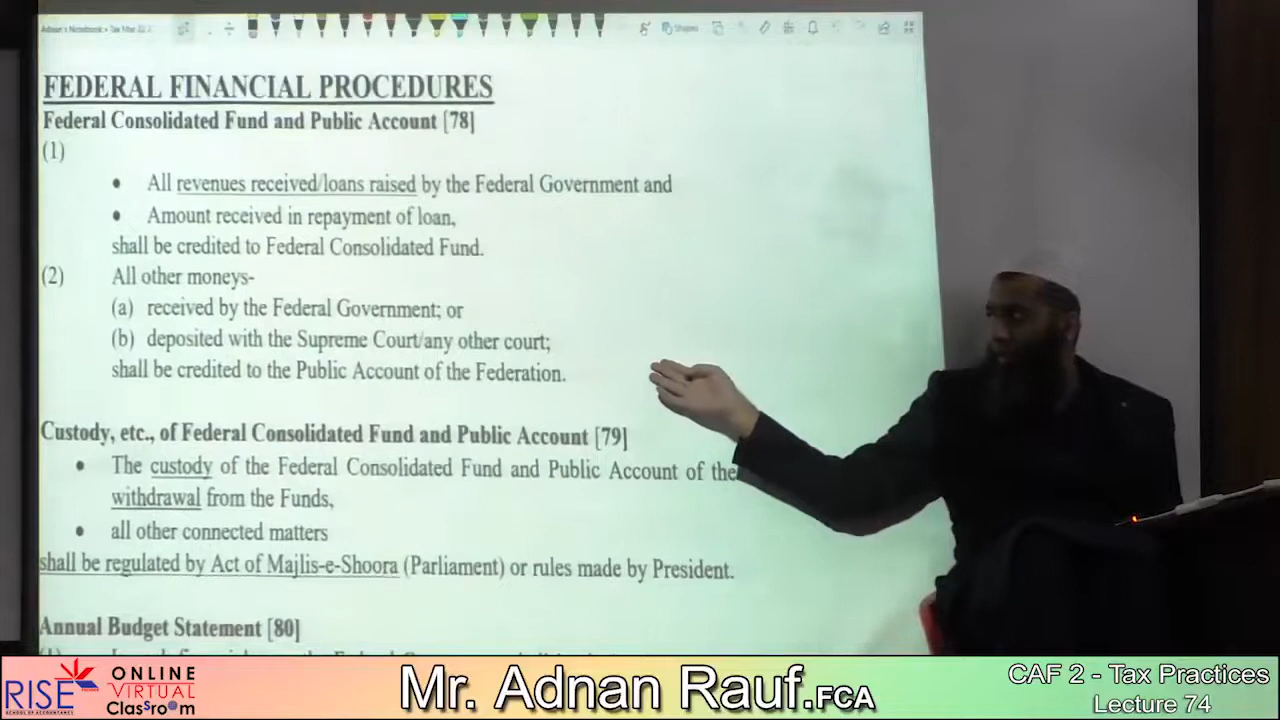 Adnan's Notebook
Shapes
FEDERAL FINANCIAL PROCEDURES
Federal Consolidated Fund and Public Account [78]
(1)
• All revenues received/loans raised by the Federal Government and
• Amount received in repayment of loan,
shall be credited to Federal Consolidated Fund.
(2) All other moneys-
(a) received by the Federal Government; or
(b) deposited with the Supreme Court/any other court;
shall be credited to the Public Account of the Federation.
Custody, etc., of Federal Consolidated Fund and Public Account [79]
• The custody of the Federal Consolidated Fund and Public Account of the
withdrawal from the Funds,
• all other connected matters
shall be regulated by Act of Majlis-e-Shoora (Parliament) or rules made by President.
Annual Budget Statement [80]
RISE
SCHOOL OF ACCOUNTANCY
ONLINE
VIRTUAL
ClassRoom
Mr. Adnan Rauf.FCA
CAF 2 - Tax Practices
Lecture 74